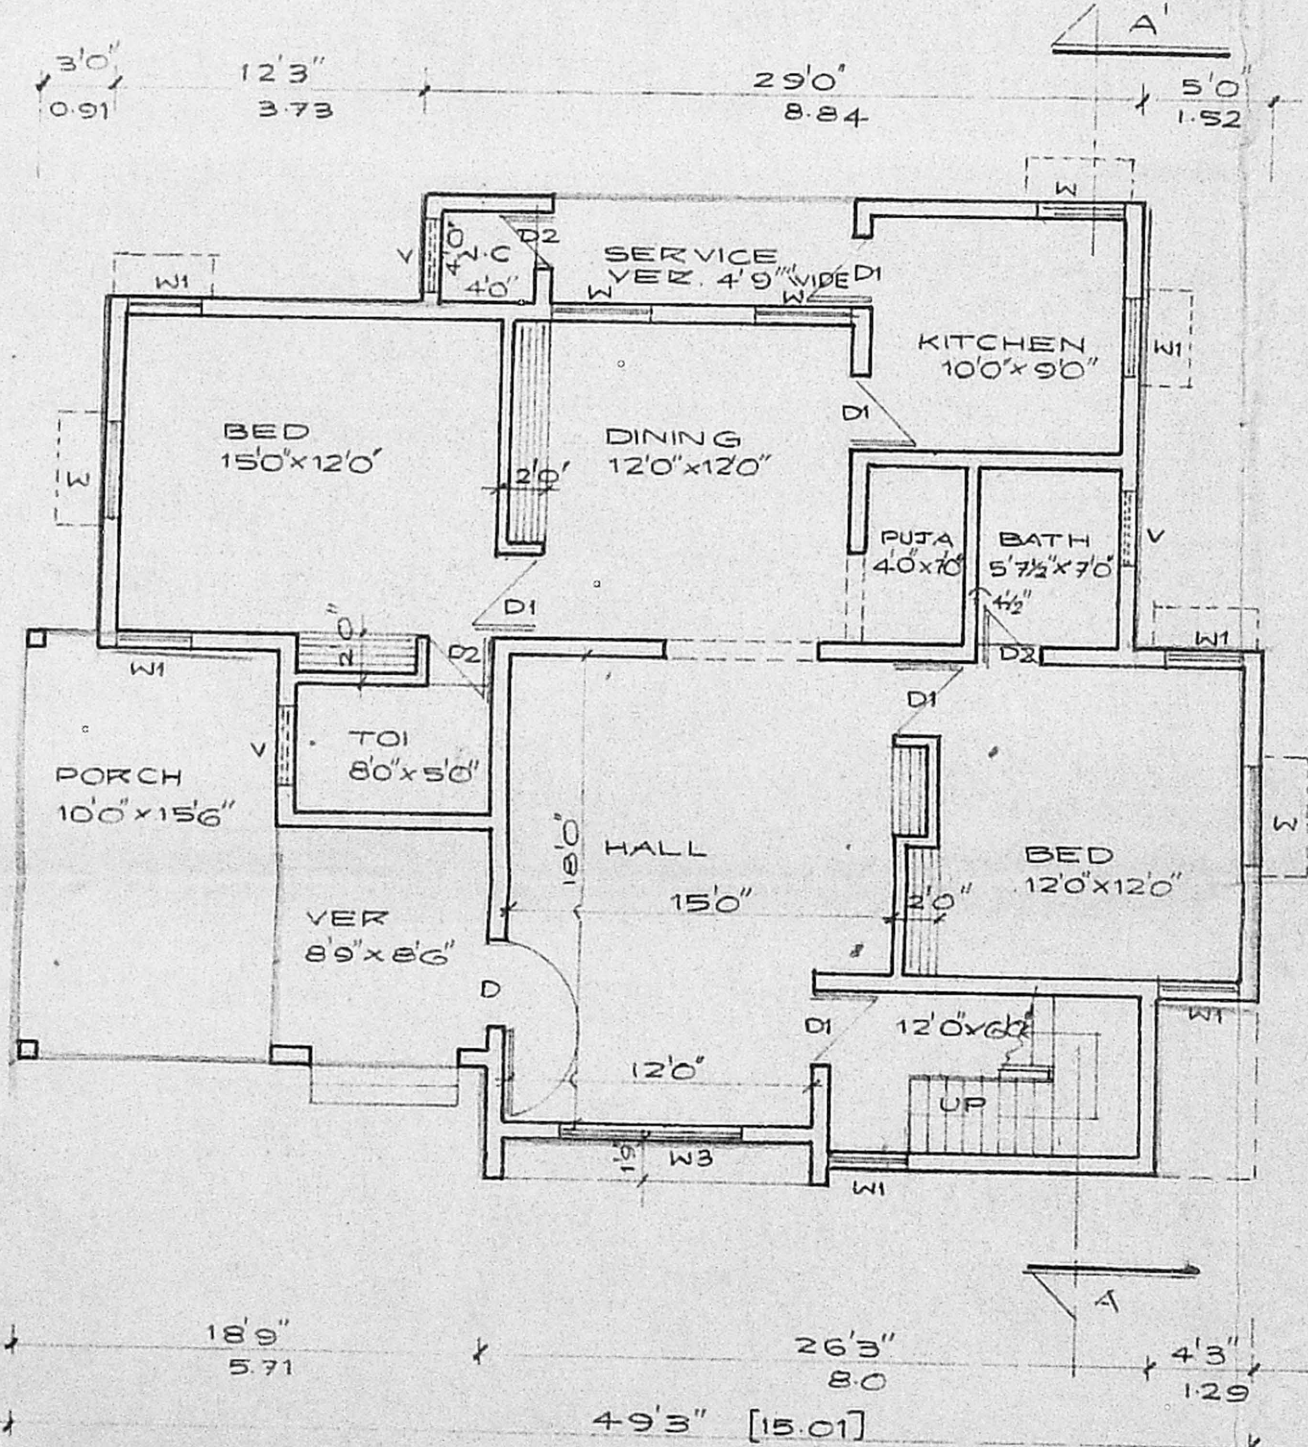 A'
3'0"
12'3"
29'0"
5'0"
0.91
3.73
8.84
1.52
W
D2
4'0"
W.C
4'0"
V
SERVICE
VER. 4'9" WIDE
D1
W
W
W1
KITCHEN
10'0"x9'0"
W1
D1
BED
15'0"x12'0"
DINING
12'0"x12'0"
2'0"
W
PUJA
4'0"x7'0"
BATH
5'7½"x7'0"
V
4½"
D1
2'0"
D2
D2
W1
W1
D1
TOI
8'0"x5'0"
V
PORCH
10'0"x15'6"
18'0"
HALL
15'0"
BED
12'0"x12'0"
W
2'0"
VER
8'9"x8'6"
D
D1
12'0"x6'0"
W1
12'0"
UP
1'9"
W3
W1
A
18'9"
26'3"
4'3"
5.71
8.0
1.29
49'3" [15.01]